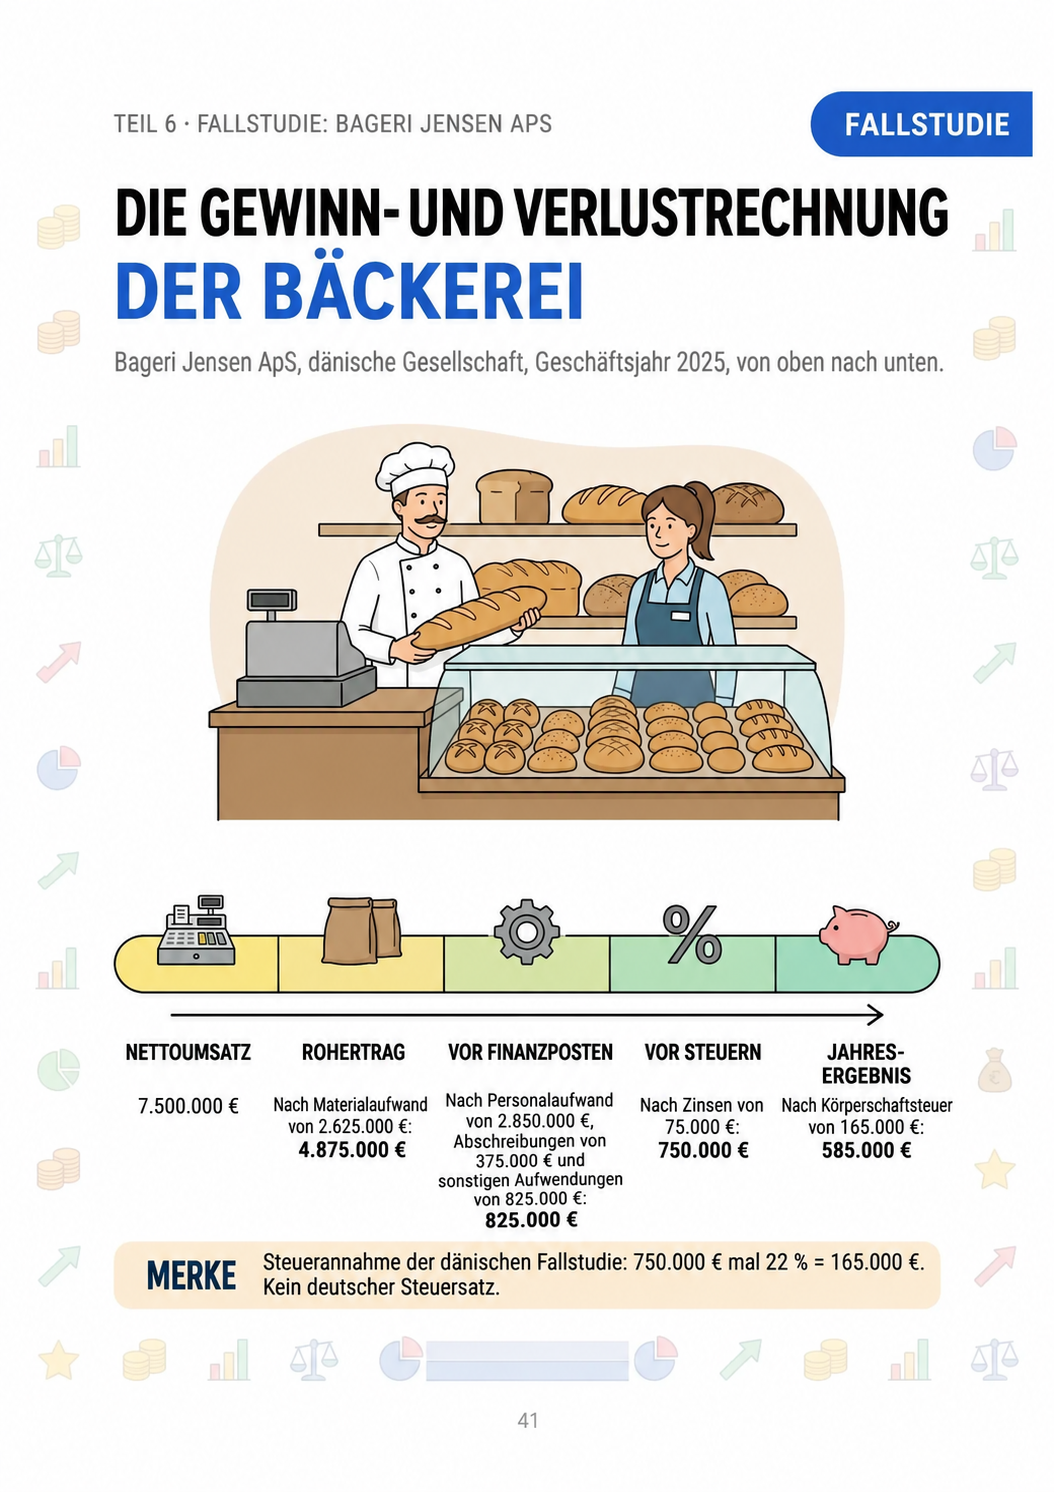 TEIL 6 · FALLSTUDIE: BAGERI JENSEN APS
FALLSTUDIE
DIE GEWINN- UND VERLUSTRECHNUNG
DER BÄCKEREI
Bageri Jensen ApS, dänische Gesellschaft, Geschäftsjahr 2025, von oben nach unten.
%
NETTOUMSATZ
7.500.000 €
ROHERTRAG
Nach Materialaufwand
von 2.625.000 €:
4.875.000 €
VOR FINANZPOSTEN
Nach Personalaufwand
von 2.850.000 €,
Abschreibungen von
375.000 € und
sonstigen Aufwendungen
von 825.000 €:
825.000 €
VOR STEUERN
Nach Zinsen von
75.000 €:
750.000 €
JAHRES-
ERGEBNIS
Nach Körperschaftsteuer
von 165.000 €:
585.000 €
MERKE
Steuerannahme der dänischen Fallstudie: 750.000 € mal 22 % = 165.000 €.
Kein deutscher Steuersatz.
41